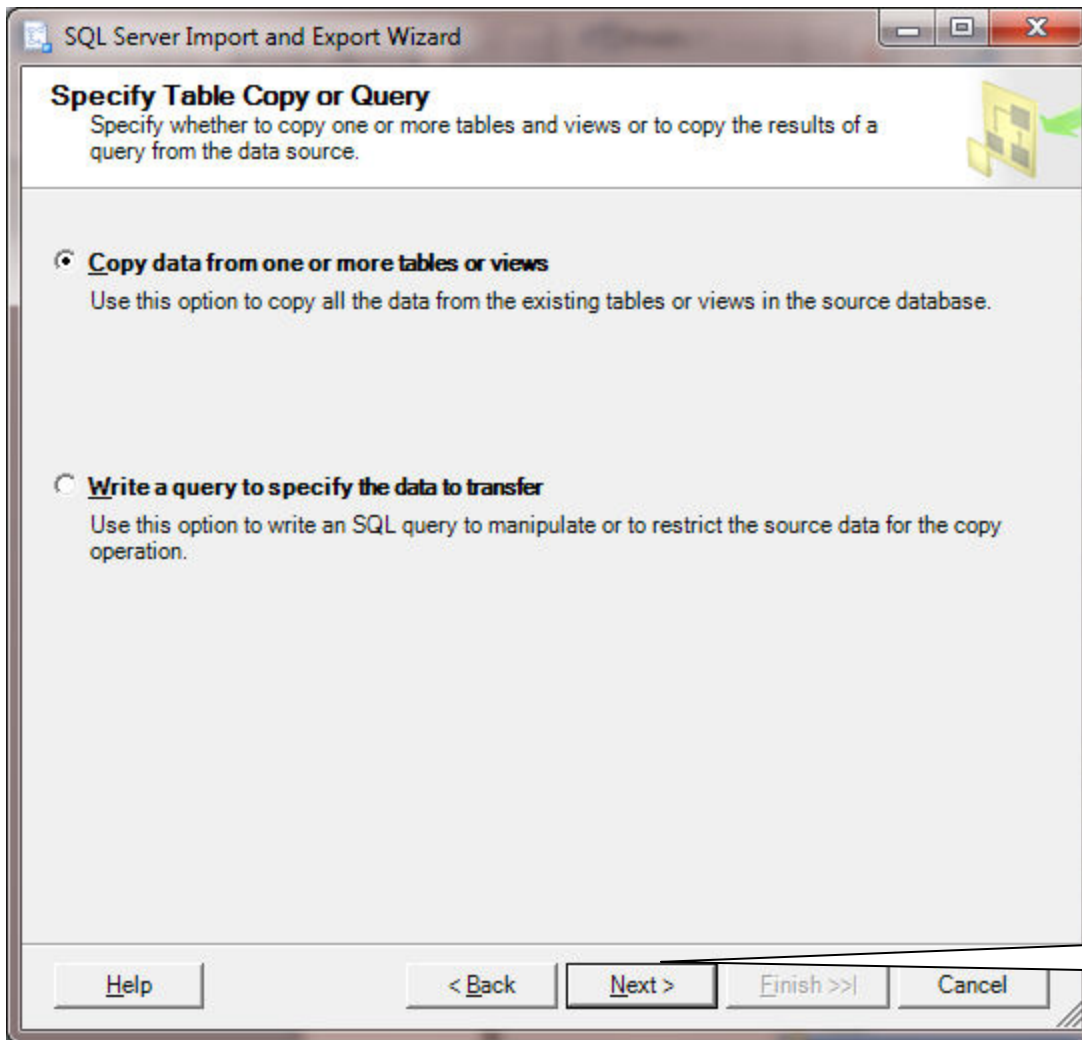 SQL Server Import and Export Wizard
Specify Table Copy or Query
Specify whether to copy one or more tables and views or to copy the results of a
query from the data source.
Copy data from one or more tables or views
Use this option to copy all the data from the existing tables or views in the source database.
Write a query to specify the data to transfer
Use this option to write an SQL query to manipulate or to restrict the source data for the copy
operation.
Help
< Back
Next >
Finish >>|
Cancel